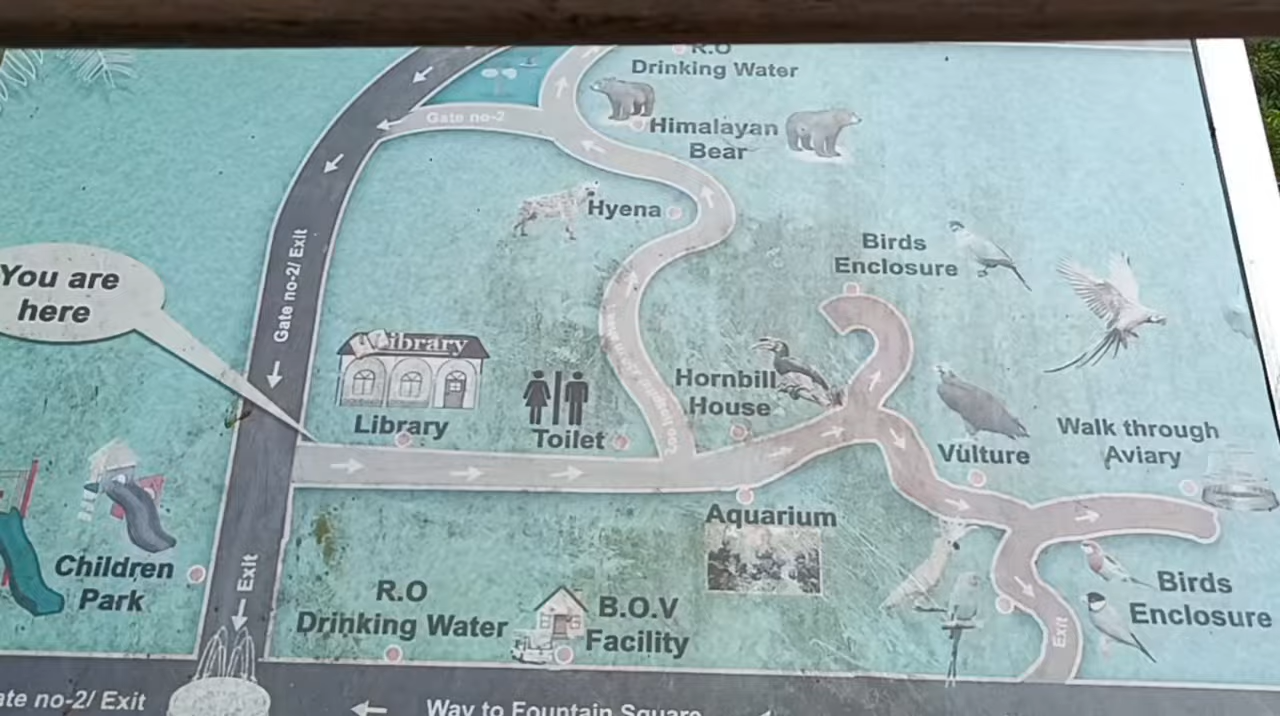 R.O
Drinking Water
Gate no-2
Himalayan
Bear
Hyena
Birds
Enclosure
Gate no-2/ Exit
You are
here
Library
Library
Toilet
Hornbill
House
Vulture
Walk through
Aviary
Aquarium
Children
Park
Exit
R.O
Drinking Water
B.O.V
Facility
Birds
Enclosure
Exit
no-2/ Exit
Way to Fountain Square